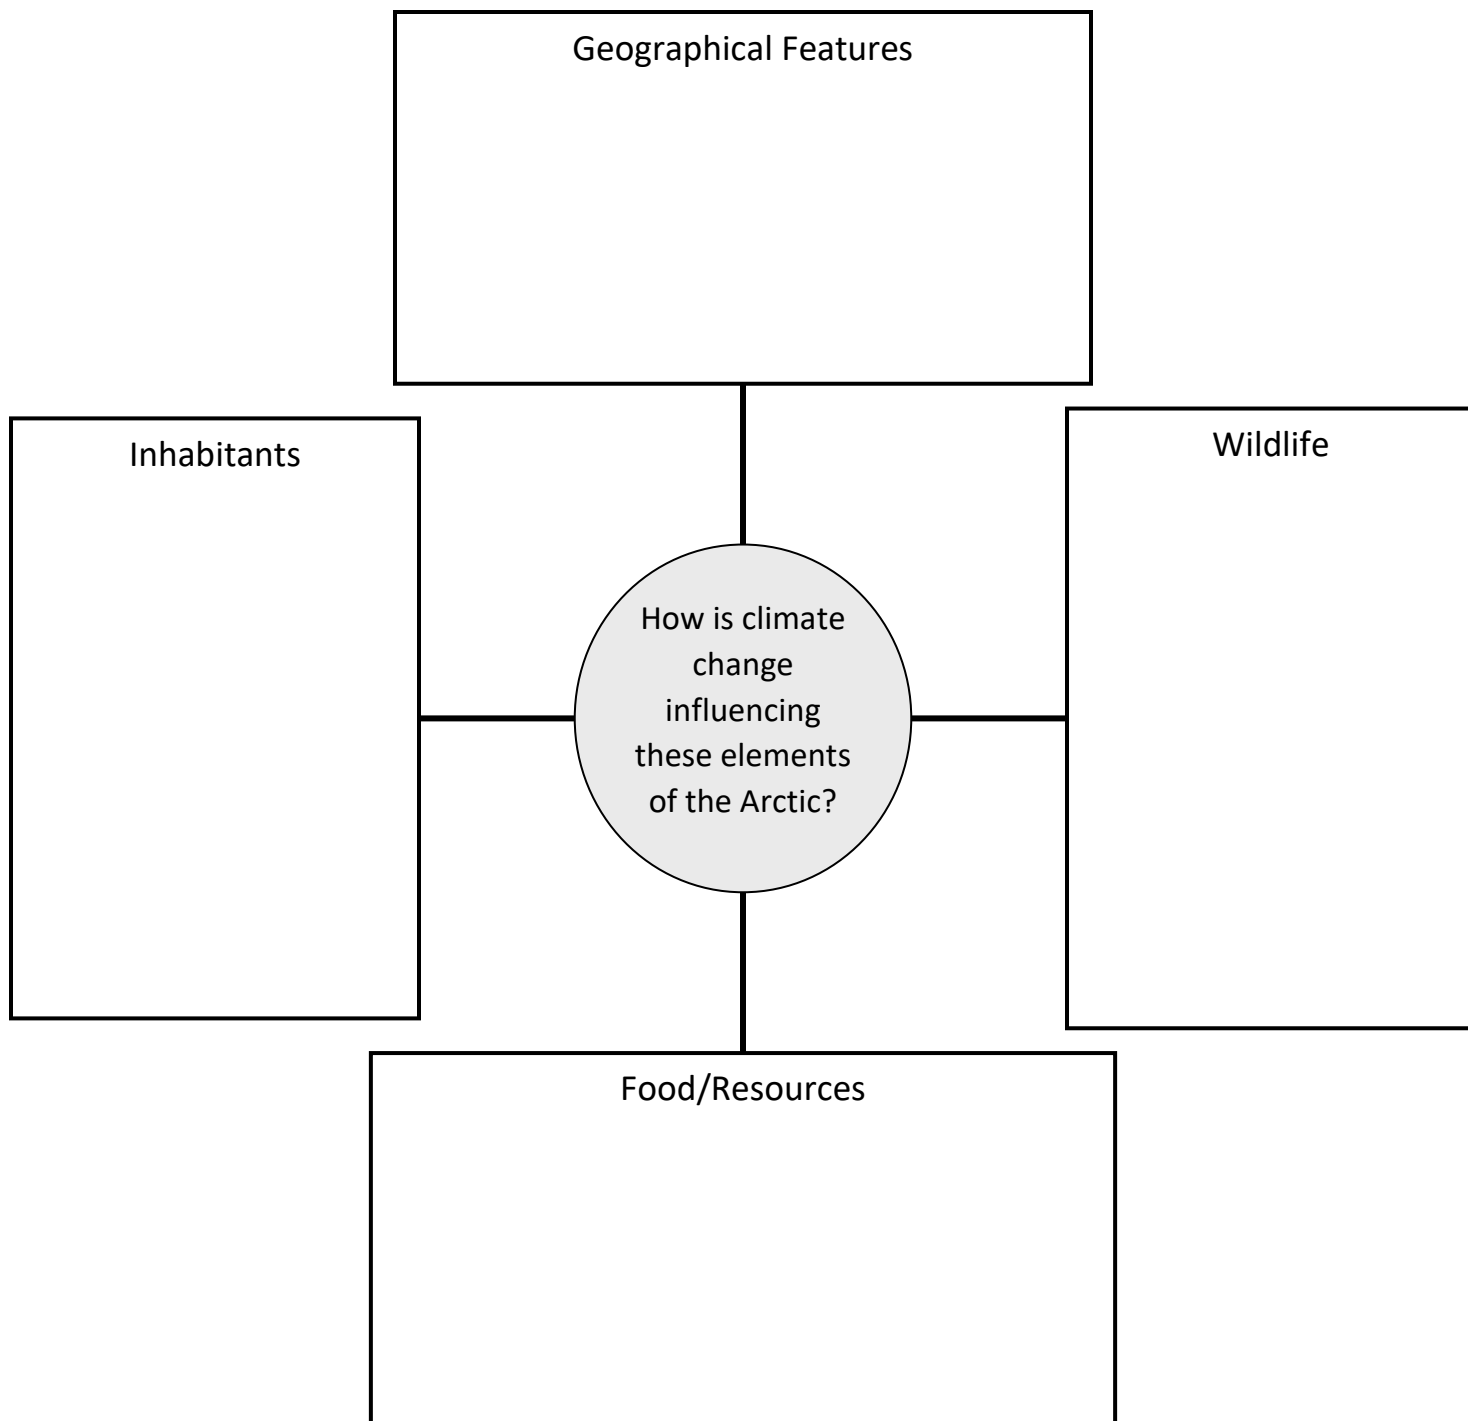 Geographical Features
Inhabitants
Wildlife
How is climate
change
influencing
these elements
of the Arctic?
Food/Resources